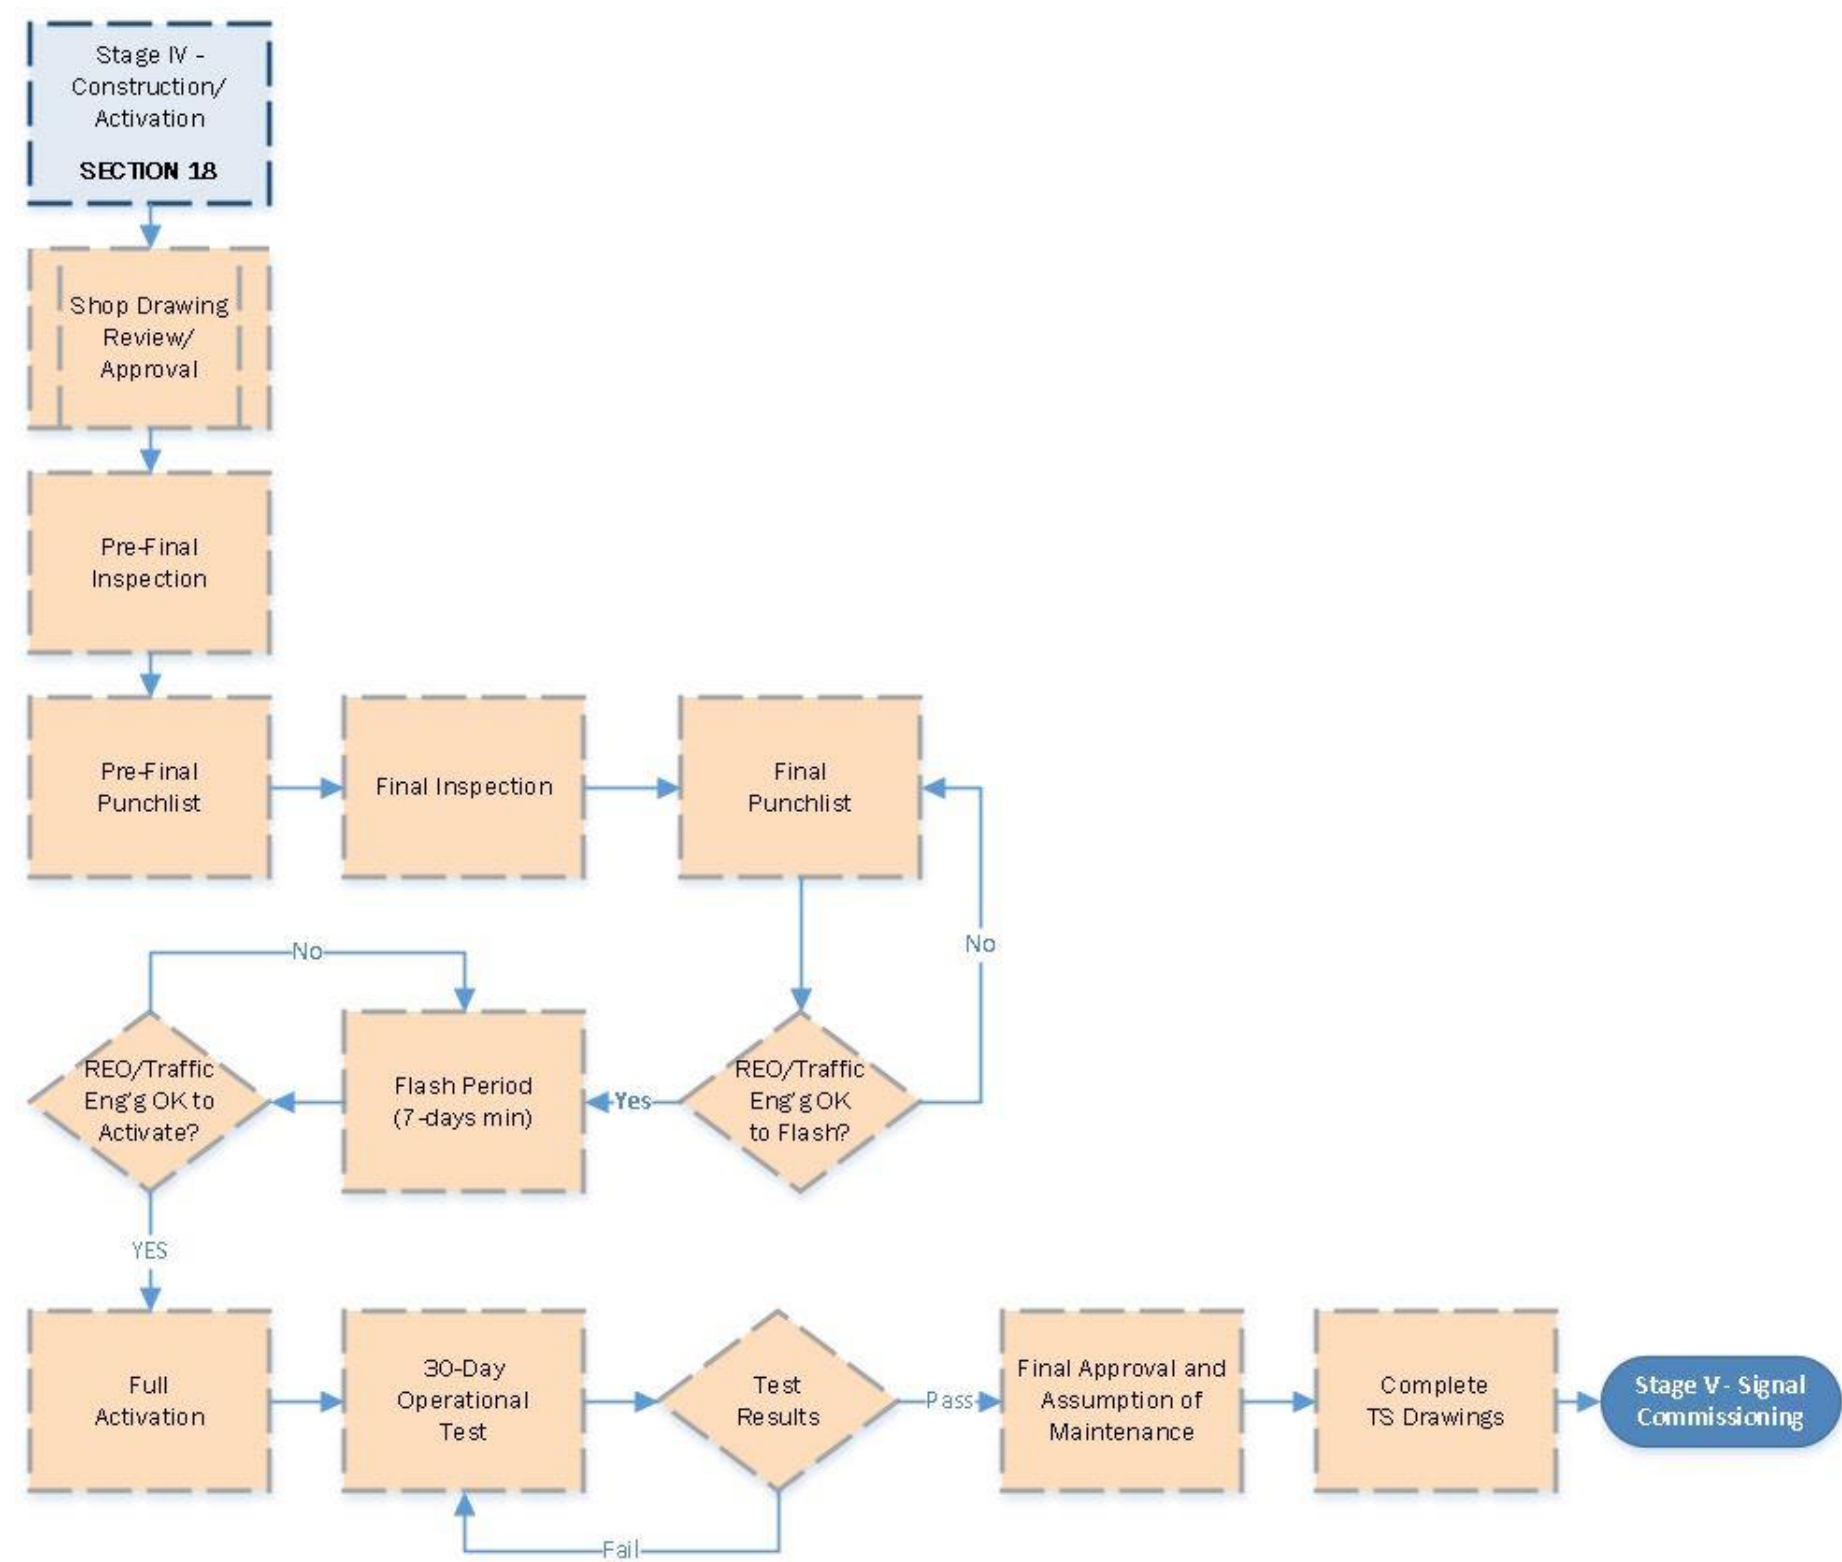 Stage IV -
Construction/
Activation
SECTION 18
Shop Drawing
Review/
Approval
Pre-Final
Inspection
Pre-Final
Punchlist
Final Inspection
Final
Punchlist
No
No
REO/Traffic
Eng'g OK to
Activate?
Flash Period
(7-days min)
Yes
REO/Traffic
Eng'g OK
to Flash?
YES
Full
Activation
30-Day
Operational
Test
Test
Results
Pass
Final Approval and
Assumption of
Maintenance
Complete
TS Drawings
Stage V - Signal
Commissioning
Fail